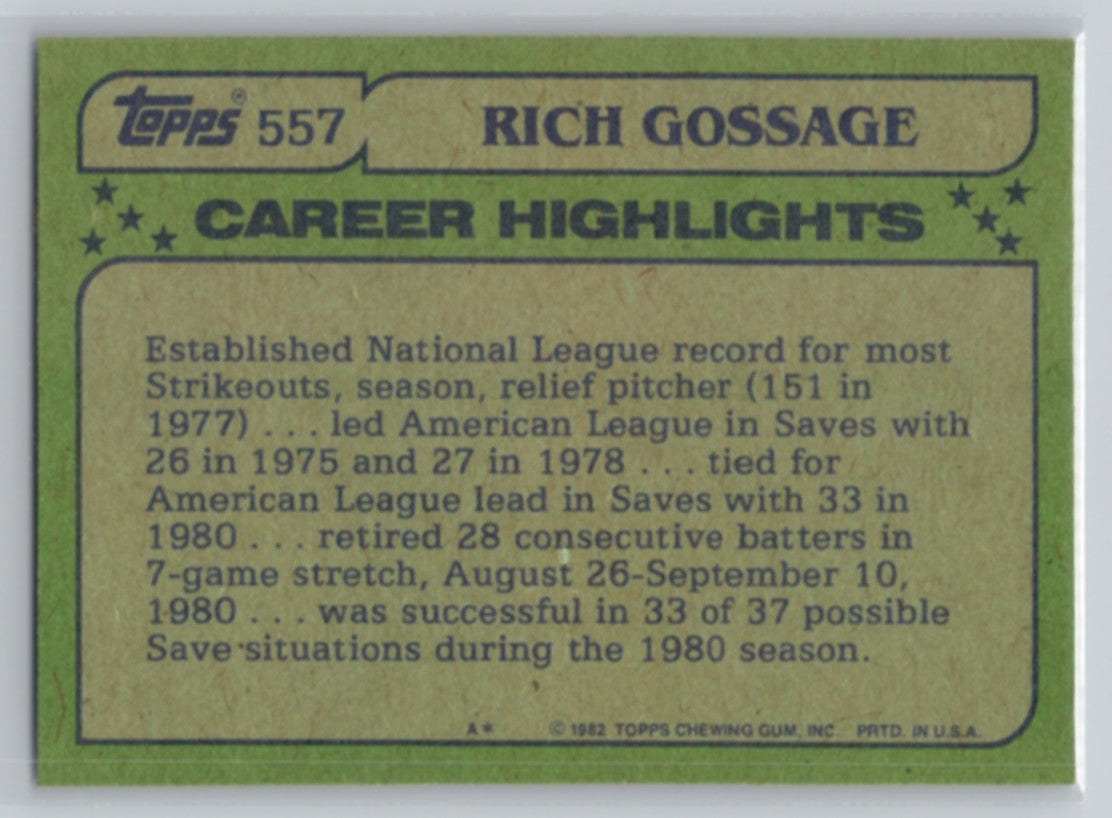 Topps® 557 RICH GOSSAGE
CAREER HIGHLIGHTS
Established National League record for most
Strikeouts, season, relief pitcher (151 in
1977) . . . led American League in Saves with
26 in 1975 and 27 in 1978 . . . tied for
American League lead in Saves with 33 in
1980 . . . retired 28 consecutive batters in
7-game stretch, August 26-September 10,
1980 . . . was successful in 33 of 37 possible
Save situations during the 1980 season.
A* © 1982 TOPPS CHEWING GUM, INC. PRTD. IN U.S.A.